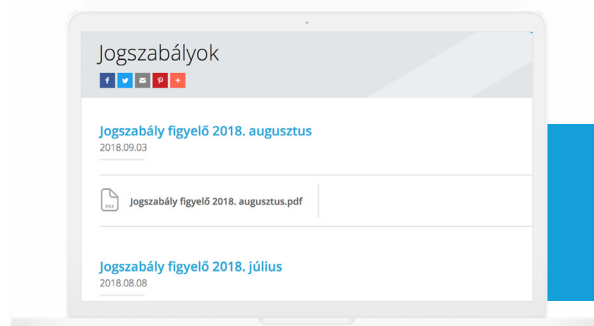 Jogszabályok
Jogszabály figyelő 2018. augusztus
2018.09.03
PDF
Jogszabály figyelő 2018. augusztus.pdf
Jogszabály figyelő 2018. július
2018.08.08